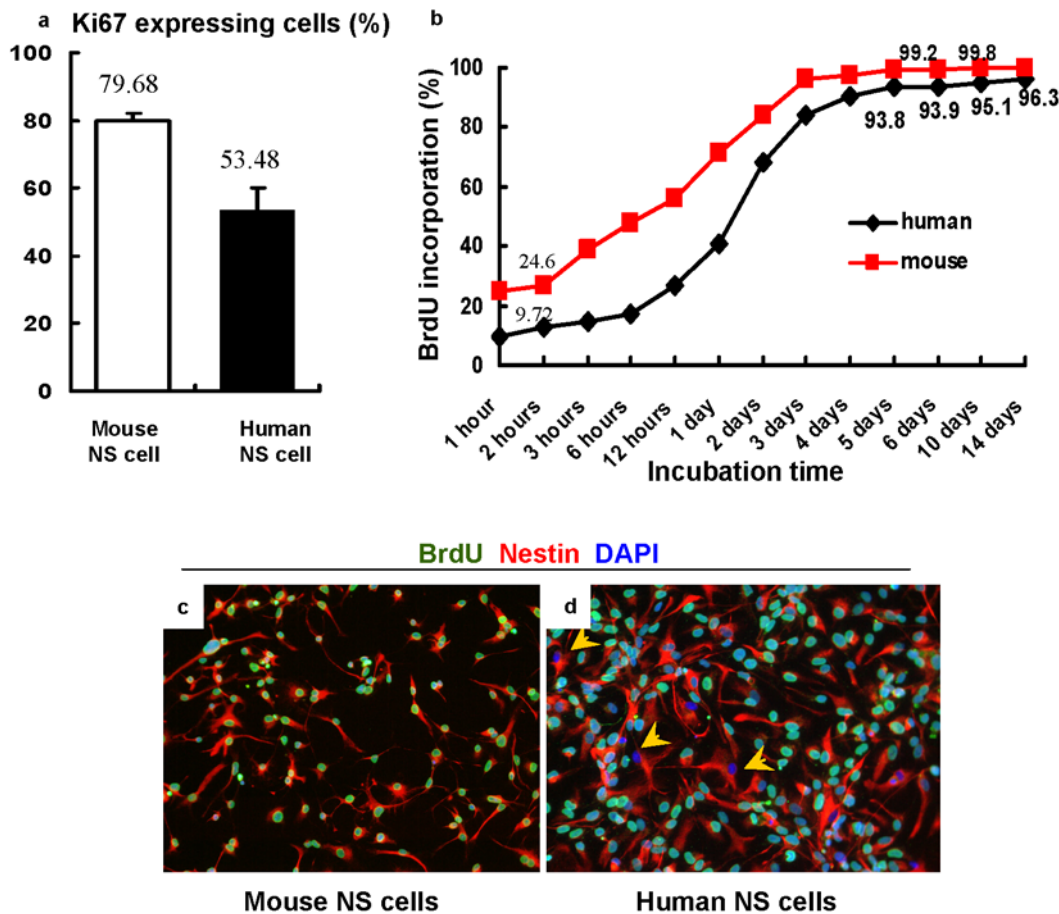 a Ki67 expressing cells (%)
100
80
60
40
20
0
79.68
53.48
Mouse
NS cell
Human
NS cell
b
BrdU incorporation (%)
100
80
60
40
20
0
99.2 99.8
93.8 93.9 95.1 96.3
24.6
9.72
human
mouse
1 hour
2 hours
3 hours
6 hours
12 hours
1 day
2 days
3 days
4 days
5 days
6 days
10 days
14 days
Incubation time
BrdU Nestin DAPI
c
d
Mouse NS cells
Human NS cells